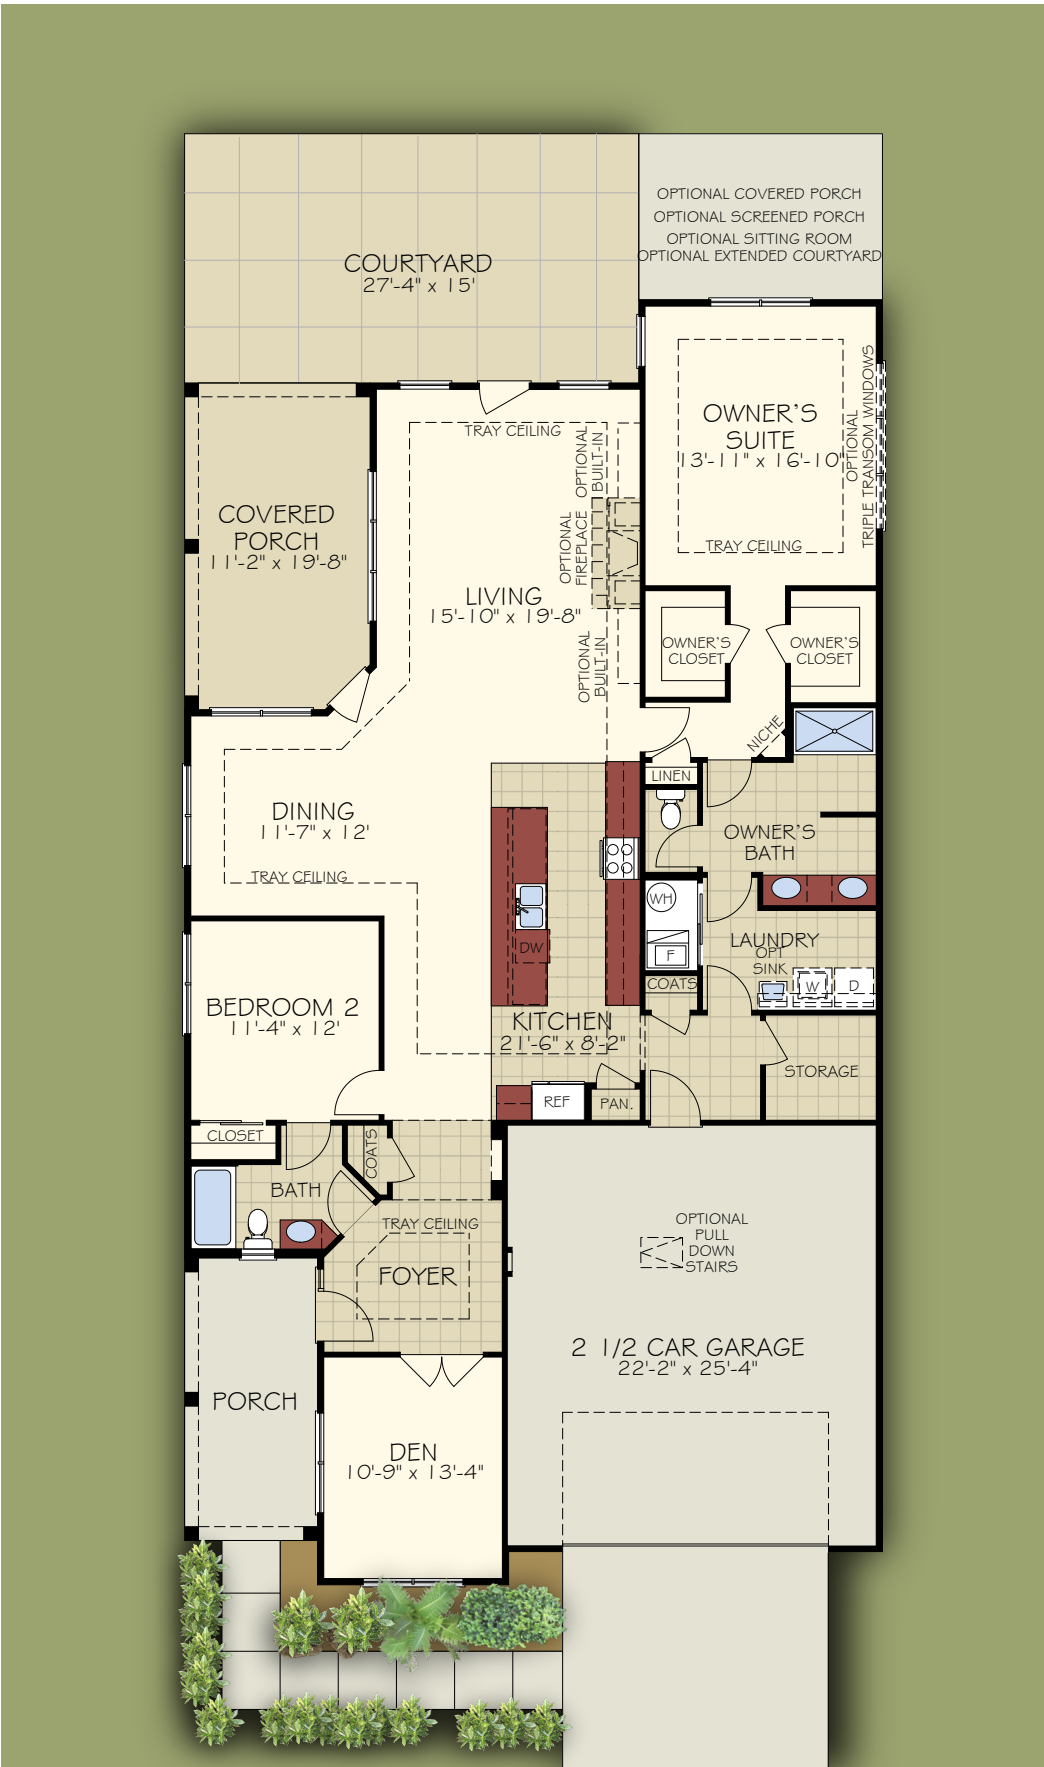 OPTIONAL COVERED PORCH
OPTIONAL SCREENED PORCH
OPTIONAL SITTING ROOM
OPTIONAL EXTENDED COURTYARD
COURTYARD
27'-4" x 15'
OWNER'S
SUITE
13'-11" x 16'-10"
TRAY CEILING
OPTIONAL
TRIPLE TRANSOM WINDOWS
TRAY CEILING
OPTIONAL
BUILT-IN
OPTIONAL
FIREPLACE
OPTIONAL
BUILT-IN
COVERED
PORCH
11'-2" x 19'-8"
LIVING
15'-10" x 19'-8"
OWNER'S
CLOSET
OWNER'S
CLOSET
NICHE
LINEN
DINING
11'-7" x 12'
TRAY CEILING
OWNER'S
BATH
WH
F
DW
LAUNDRY
OPT
SINK
W
D
COATS
BEDROOM 2
11'-4" x 12'
KITCHEN
21'-6" x 8'-2"
STORAGE
REF
PAN.
CLOSET
COATS
BATH
TRAY CEILING
FOYER
OPTIONAL
PULL
DOWN
STAIRS
2 1/2 CAR GARAGE
22'-2" x 25'-4"
PORCH
DEN
10'-9" x 13'-4"